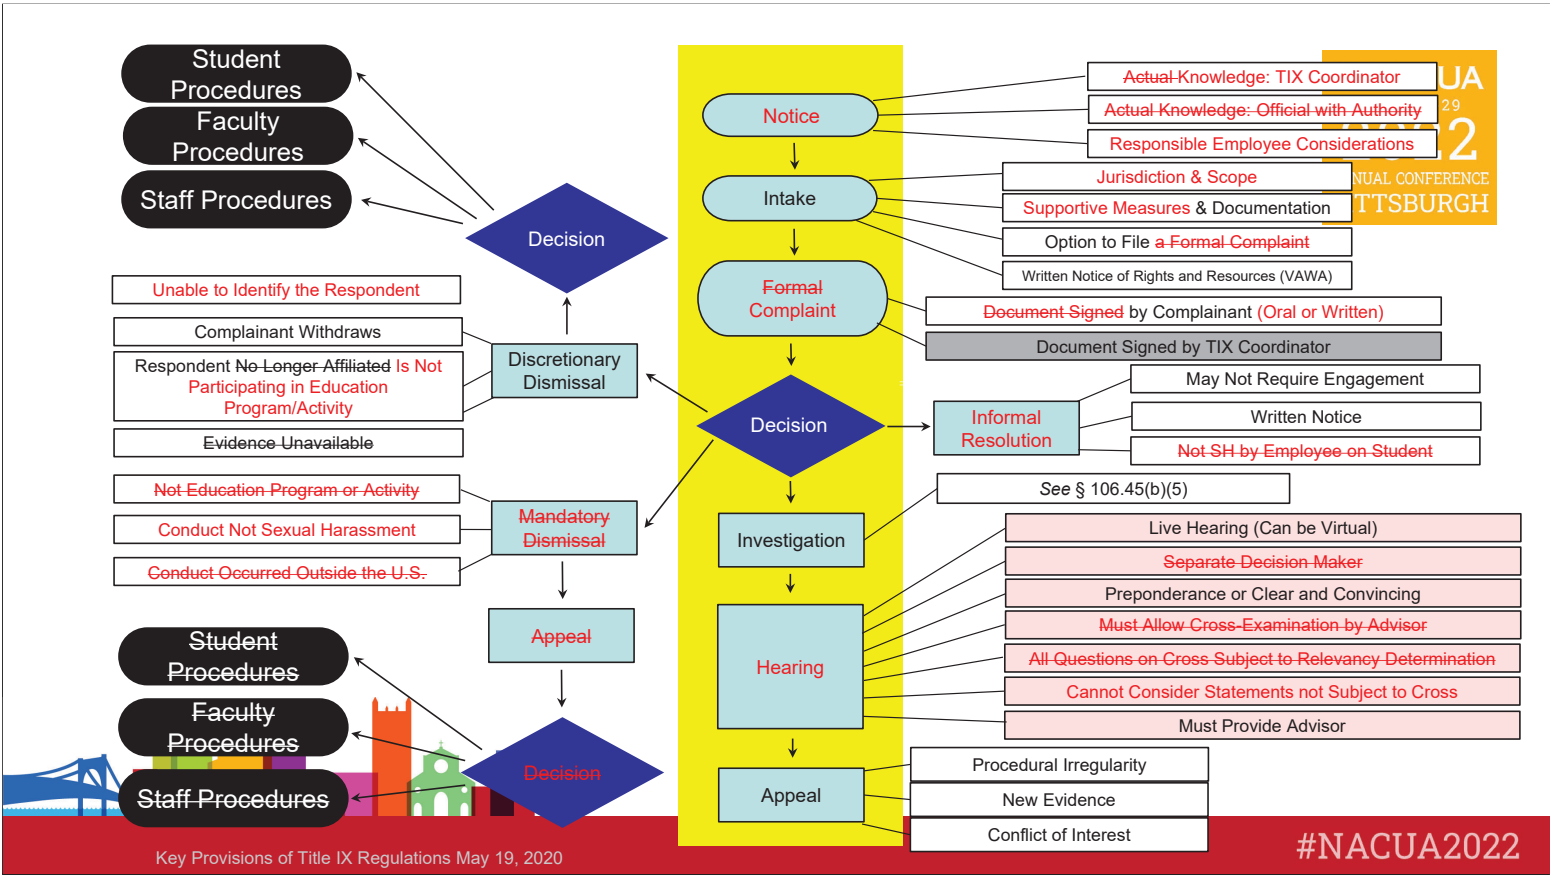 Student
Procedures
Faculty
Procedures
Staff Procedures
Decision
Unable to Identify the Respondent
Complainant Withdraws
Respondent No Longer Affiliated Is Not
Participating in Education
Program/Activity
Evidence Unavailable
Discretionary
Dismissal
Not Education Program or Activity
Conduct Not Sexual Harassment
Conduct Occurred Outside the U.S.
Mandatory
Dismissal
Appeal
Student
Procedures
Faculty
Procedures
Staff Procedures
Decision
Notice
Actual Knowledge: TIX Coordinator
Actual Knowledge: Official with Authority
Responsible Employee Considerations
Intake
Jurisdiction & Scope
Supportive Measures & Documentation
Option to File a Formal Complaint
Written Notice of Rights and Resources (VAWA)
Formal
Complaint
Document Signed by Complainant (Oral or Written)
Document Signed by TIX Coordinator
Decision
Informal
Resolution
May Not Require Engagement
Written Notice
Not SH by Employee on Student
Investigation
See § 106.45(b)(5)
Hearing
Live Hearing (Can be Virtual)
Separate Decision Maker
Preponderance or Clear and Convincing
Must Allow Cross-Examination by Advisor
All Questions on Cross Subject to Relevancy Determination
Cannot Consider Statements not Subject to Cross
Must Provide Advisor
Appeal
Procedural Irregularity
New Evidence
Conflict of Interest
UA
29
22
NUAL CONFERENCE
TTSBURGH
Key Provisions of Title IX Regulations May 19, 2020
#NACUA2022